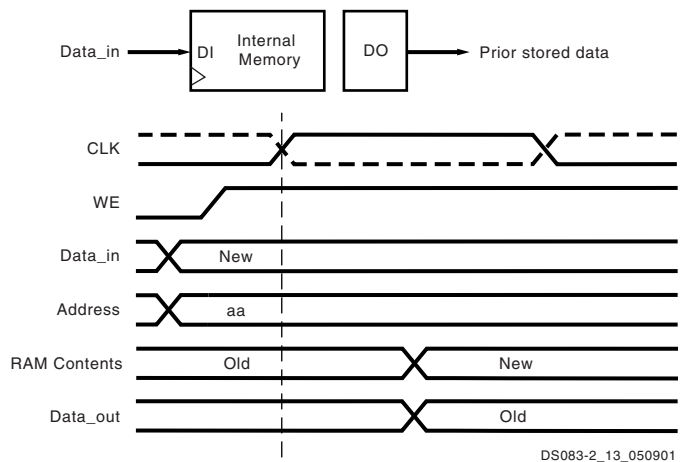 Data_in DI Internal Memory DO Prior stored data
CLK
WE
Data_in New
Address aa
RAM Contents Old New
Data_out Old
DS083-2_13_050901